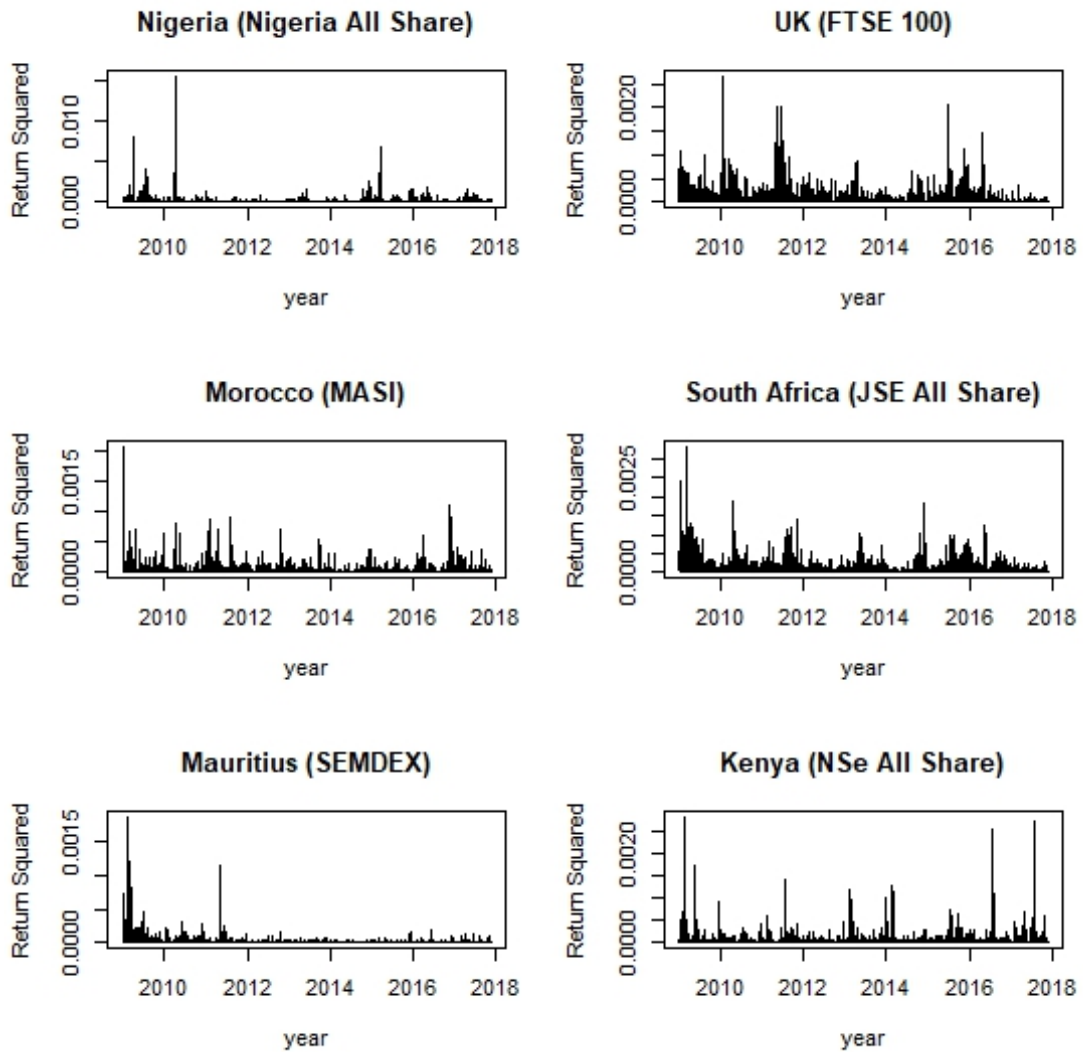 Nigeria (Nigeria All Share)
Return Squared
0.000 0.010
2010 2012 2014 2016 2018
year
UK (FTSE 100)
Return Squared
0.0000 0.0020
2010 2012 2014 2016 2018
year
Morocco (MASI)
Return Squared
0.0000 0.0015
2010 2012 2014 2016 2018
year
South Africa (JSE All Share)
Return Squared
0.0000 0.0025
2010 2012 2014 2016 2018
year
Mauritius (SEMDEX)
Return Squared
0.0000 0.0015
2010 2012 2014 2016 2018
year
Kenya (NSe All Share)
Return Squared
0.0000 0.0020
2010 2012 2014 2016 2018
year